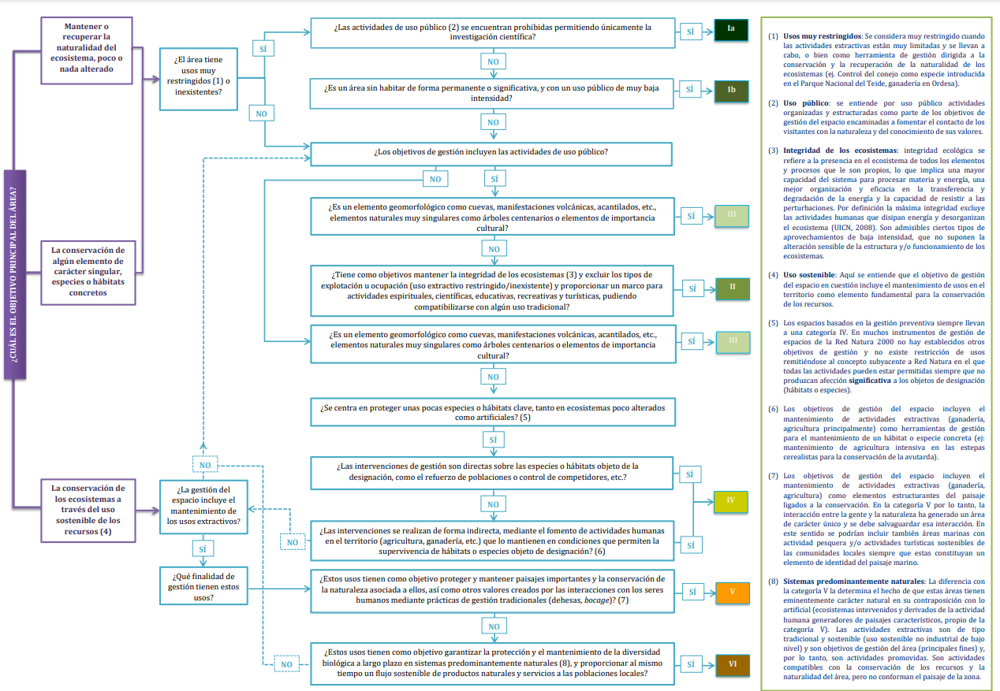 ¿CUÁL ES EL OBJETIVO PRINCIPAL DEL ÁREA?
Mantener o
recuperar la
naturalidad del
ecosistema, poco o
nada alterado
La conservación de
algún elemento de
carácter singular,
especies o hábitats
concretos
La conservación de
los ecosistemas a
través del uso
sostenible de los
recursos (4)
¿El área tiene
usos muy
restringidos (1) o
inexistentes?
SÍ
NO
¿Las actividades de uso público (2) se encuentran prohibidas permitiendo únicamente la
investigación científica?
SÍ
Ia
NO
¿Es un área sin habitar de forma permanente o significativa, y con un uso público de muy baja
intensidad?
SÍ
Ib
NO
¿Los objetivos de gestión incluyen las actividades de uso público?
NO
SÍ
¿Es un elemento geomorfológico como cuevas, manifestaciones volcánicas, acantilados, etc.,
elementos naturales muy singulares como árboles centenarios o elementos de importancia
cultural?
SÍ
III
NO
¿Tiene como objetivos mantener la integridad de los ecosistemas (3) y excluir los tipos de
explotación u ocupación (uso extractivo restringido/inexistente) y proporcionar un marco para
actividades espirituales, científicas, educativas, recreativas y turísticas, pudiendo
compatibilizarse con algún uso tradicional?
SÍ
II
¿Es un elemento geomorfológico como cuevas, manifestaciones volcánicas, acantilados, etc.,
elementos naturales muy singulares como árboles centenarios o elementos de importancia
cultural?
SÍ
III
NO
¿Se centra en proteger unas pocas especies o hábitats clave, tanto en ecosistemas poco alterados
como artificiales? (5)
SÍ
¿Las intervenciones de gestión son directas sobre las especies o hábitats objeto de la
designación, como el refuerzo de poblaciones o control de competidores, etc.?
SÍ
NO
IV
¿Las intervenciones se realizan de forma indirecta, mediante el fomento de actividades humanas
en el territorio (agricultura, ganadería, etc.) que lo mantienen en condiciones que permiten la
supervivencia de hábitats o especies objeto de designación? (6)
SÍ
NO
NO
¿La gestión del
espacio incluye el
mantenimiento de
los usos extractivos?
SÍ
¿Qué finalidad de
gestión tienen estos
usos?
¿Estos usos tienen como objetivo proteger y mantener paisajes importantes y la conservación de
la naturaleza asociada a ellos, así como otros valores creados por las interacciones con los seres
humanos mediante prácticas de gestión tradicionales (dehesas, bocage)? (7)
SÍ
V
NO
¿Estos usos tienen como objetivo garantizar la protección y el mantenimiento de la diversidad
biológica a largo plazo en sistemas predominantemente naturales (8), y proporcionar al mismo
tiempo un flujo sostenible de productos naturales y servicios a las poblaciones locales?
SÍ
VI
NO
(1) Usos muy restringidos: Se considera muy restringido cuando
las actividades extractivas están muy limitadas y se llevan a
cabo, o bien como herramienta de gestión dirigida a la
conservación y la recuperación de la naturalidad de los
ecosistemas (ej. Control del conejo como especie introducida
en el Parque Nacional del Teide, ganadería en Ordesa).
(2) Uso público: se entiende por uso público actividades
organizadas y estructuradas como parte de los objetivos de
gestión del espacio encaminadas a fomentar el contacto de los
visitantes con la naturaleza y del conocimiento de sus valores.
(3) Integridad de los ecosistemas: integridad ecológica se
refiere a la presencia en el ecosistema de todos los elementos
y procesos que le son propios, lo que implica una mayor
capacidad del sistema para procesar materia y energía, una
mejor organización y eficacia en la transferencia y
degradación de la energía y la capacidad de resistir a las
perturbaciones. Por definición la máxima integridad excluye
las actividades humanas que disipan energía y desorganizan
el ecosistema (UICN, 2008). Son admisibles ciertos tipos de
aprovechamientos de baja intensidad, que no suponen la
alteración sensible de la estructura y/o funcionamiento de los
ecosistemas.
(4) Uso sostenible: Aquí se entiende que el objetivo de gestión
del espacio en cuestión incluye el mantenimiento de usos en el
territorio como elemento fundamental para la conservación
de los recursos.
(5) Los espacios basados en la gestión preventiva siempre llevan
a una categoría IV. En muchos instrumentos de gestión de
espacios de la Red Natura 2000 no hay establecidos otros
objetivos de gestión y no existe restricción de usos
remitiéndose al concepto subyacente a Red Natura en el que
todas las actividades pueden estar permitidas siempre que no
produzcan afección significativa a los objetos de designación
(hábitats o especies).
(6) Los objetivos de gestión del espacio incluyen el
mantenimiento de actividades extractivas (ganadería,
agricultura principalmente) como herramientas de gestión
para el mantenimiento de un hábitat o especie concreta (ej:
mantenimiento de agricultura intensiva en las estepas
cerealistas para la conservación de la avutarda).
(7) Los objetivos de gestión del espacio incluyen el
mantenimiento de actividades extractivas (ganadería,
agricultura) como elementos estructurantes del paisaje
ligados a la conservación. En la categoría V por lo tanto, la
interacción entre la gente y la naturaleza ha generado un área
de carácter único y se debe salvaguardar esa interacción. En
este sentido se podrían incluir también áreas marinas con
actividad pesquera y/o actividades turísticas sostenibles de
las comunidades locales siempre que estas constituyan un
elemento de identidad del paisaje marino.
(8) Sistemas predominantemente naturales: La diferencia con
la categoría V la determina el hecho de que estas áreas tienen
eminentemente carácter natural en su contraposición con lo
artificial (ecosistemas intervenidos y derivados de la actividad
humana generadores de paisajes característicos, propio de la
categoría V). Las actividades extractivas son de tipo
tradicional y sostenible (uso sostenible no industrial de bajo
nivel) y son objetivos de gestión del área (principales fines) y,
por lo tanto, son actividades promovidas. Son actividades
compatibles con la conservación de los recursos y la
naturalidad del área, pero no conforman el paisaje de la zona.